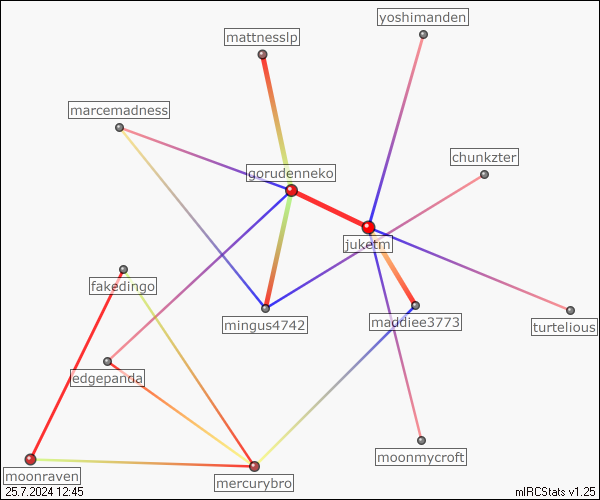 yoshimanden
mattnesslp
marcemadness
chunkzter
gorudenneko
juketm
fakedingo
mingus4742
maddiee3773
turtelious
edgepanda
moonmycroft
moonraven
mercurybro
25.7.2024 12:45
mIRCStats v1.25